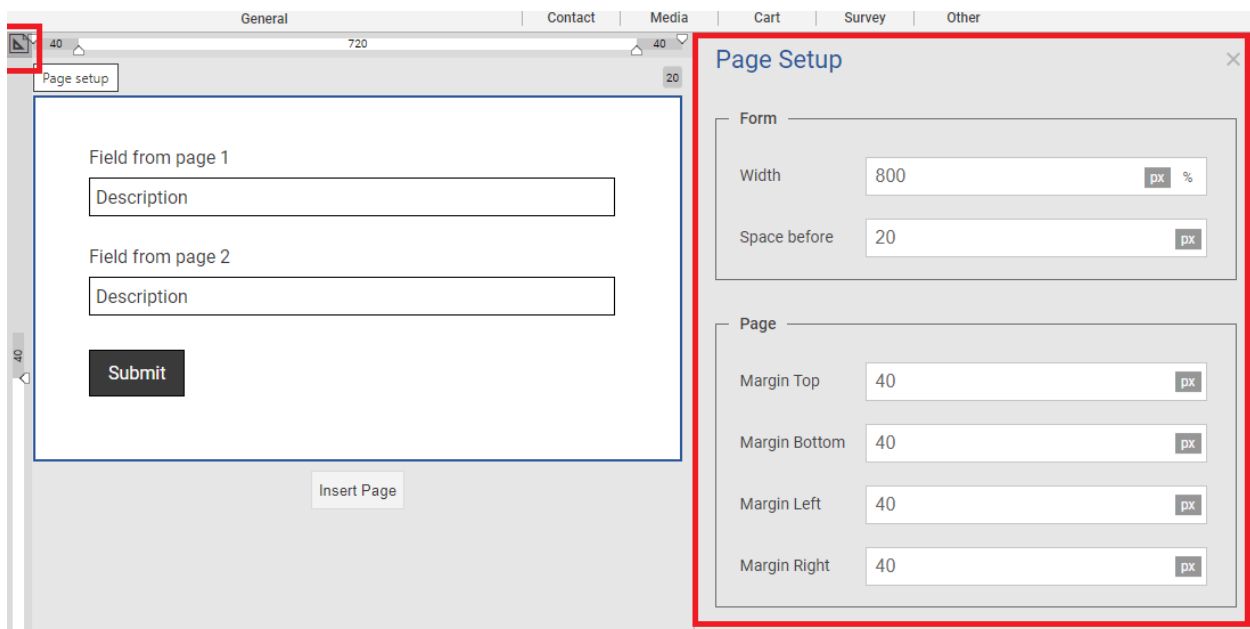 General Contact Media Cart Survey Other
40 720 40
Page setup
20
Field from page 1
Description
Field from page 2
Description
40
Submit
Insert Page
Page Setup
Form
Width 800 px %
Space before 20 px
Page
Margin Top 40 px
Margin Bottom 40 px
Margin Left 40 px
Margin Right 40 px